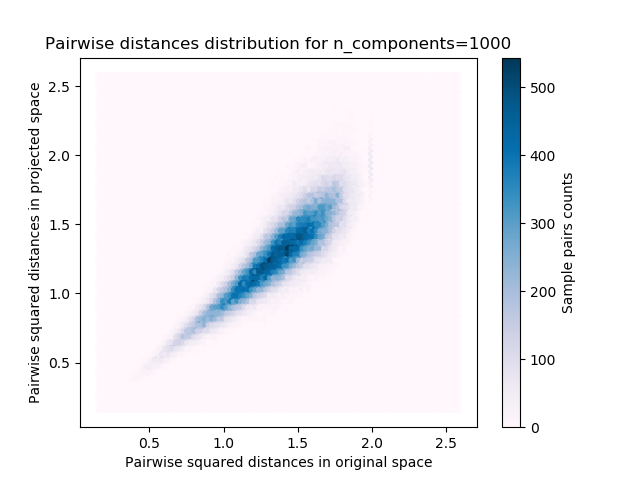 Pairwise distances distribution for n_components=1000
Pairwise squared distances in projected space
2.5
2.0
1.5
1.0
0.5
0.5 1.0 1.5 2.0 2.5
Pairwise squared distances in original space
500
400
300
200
100
0
Sample pairs counts